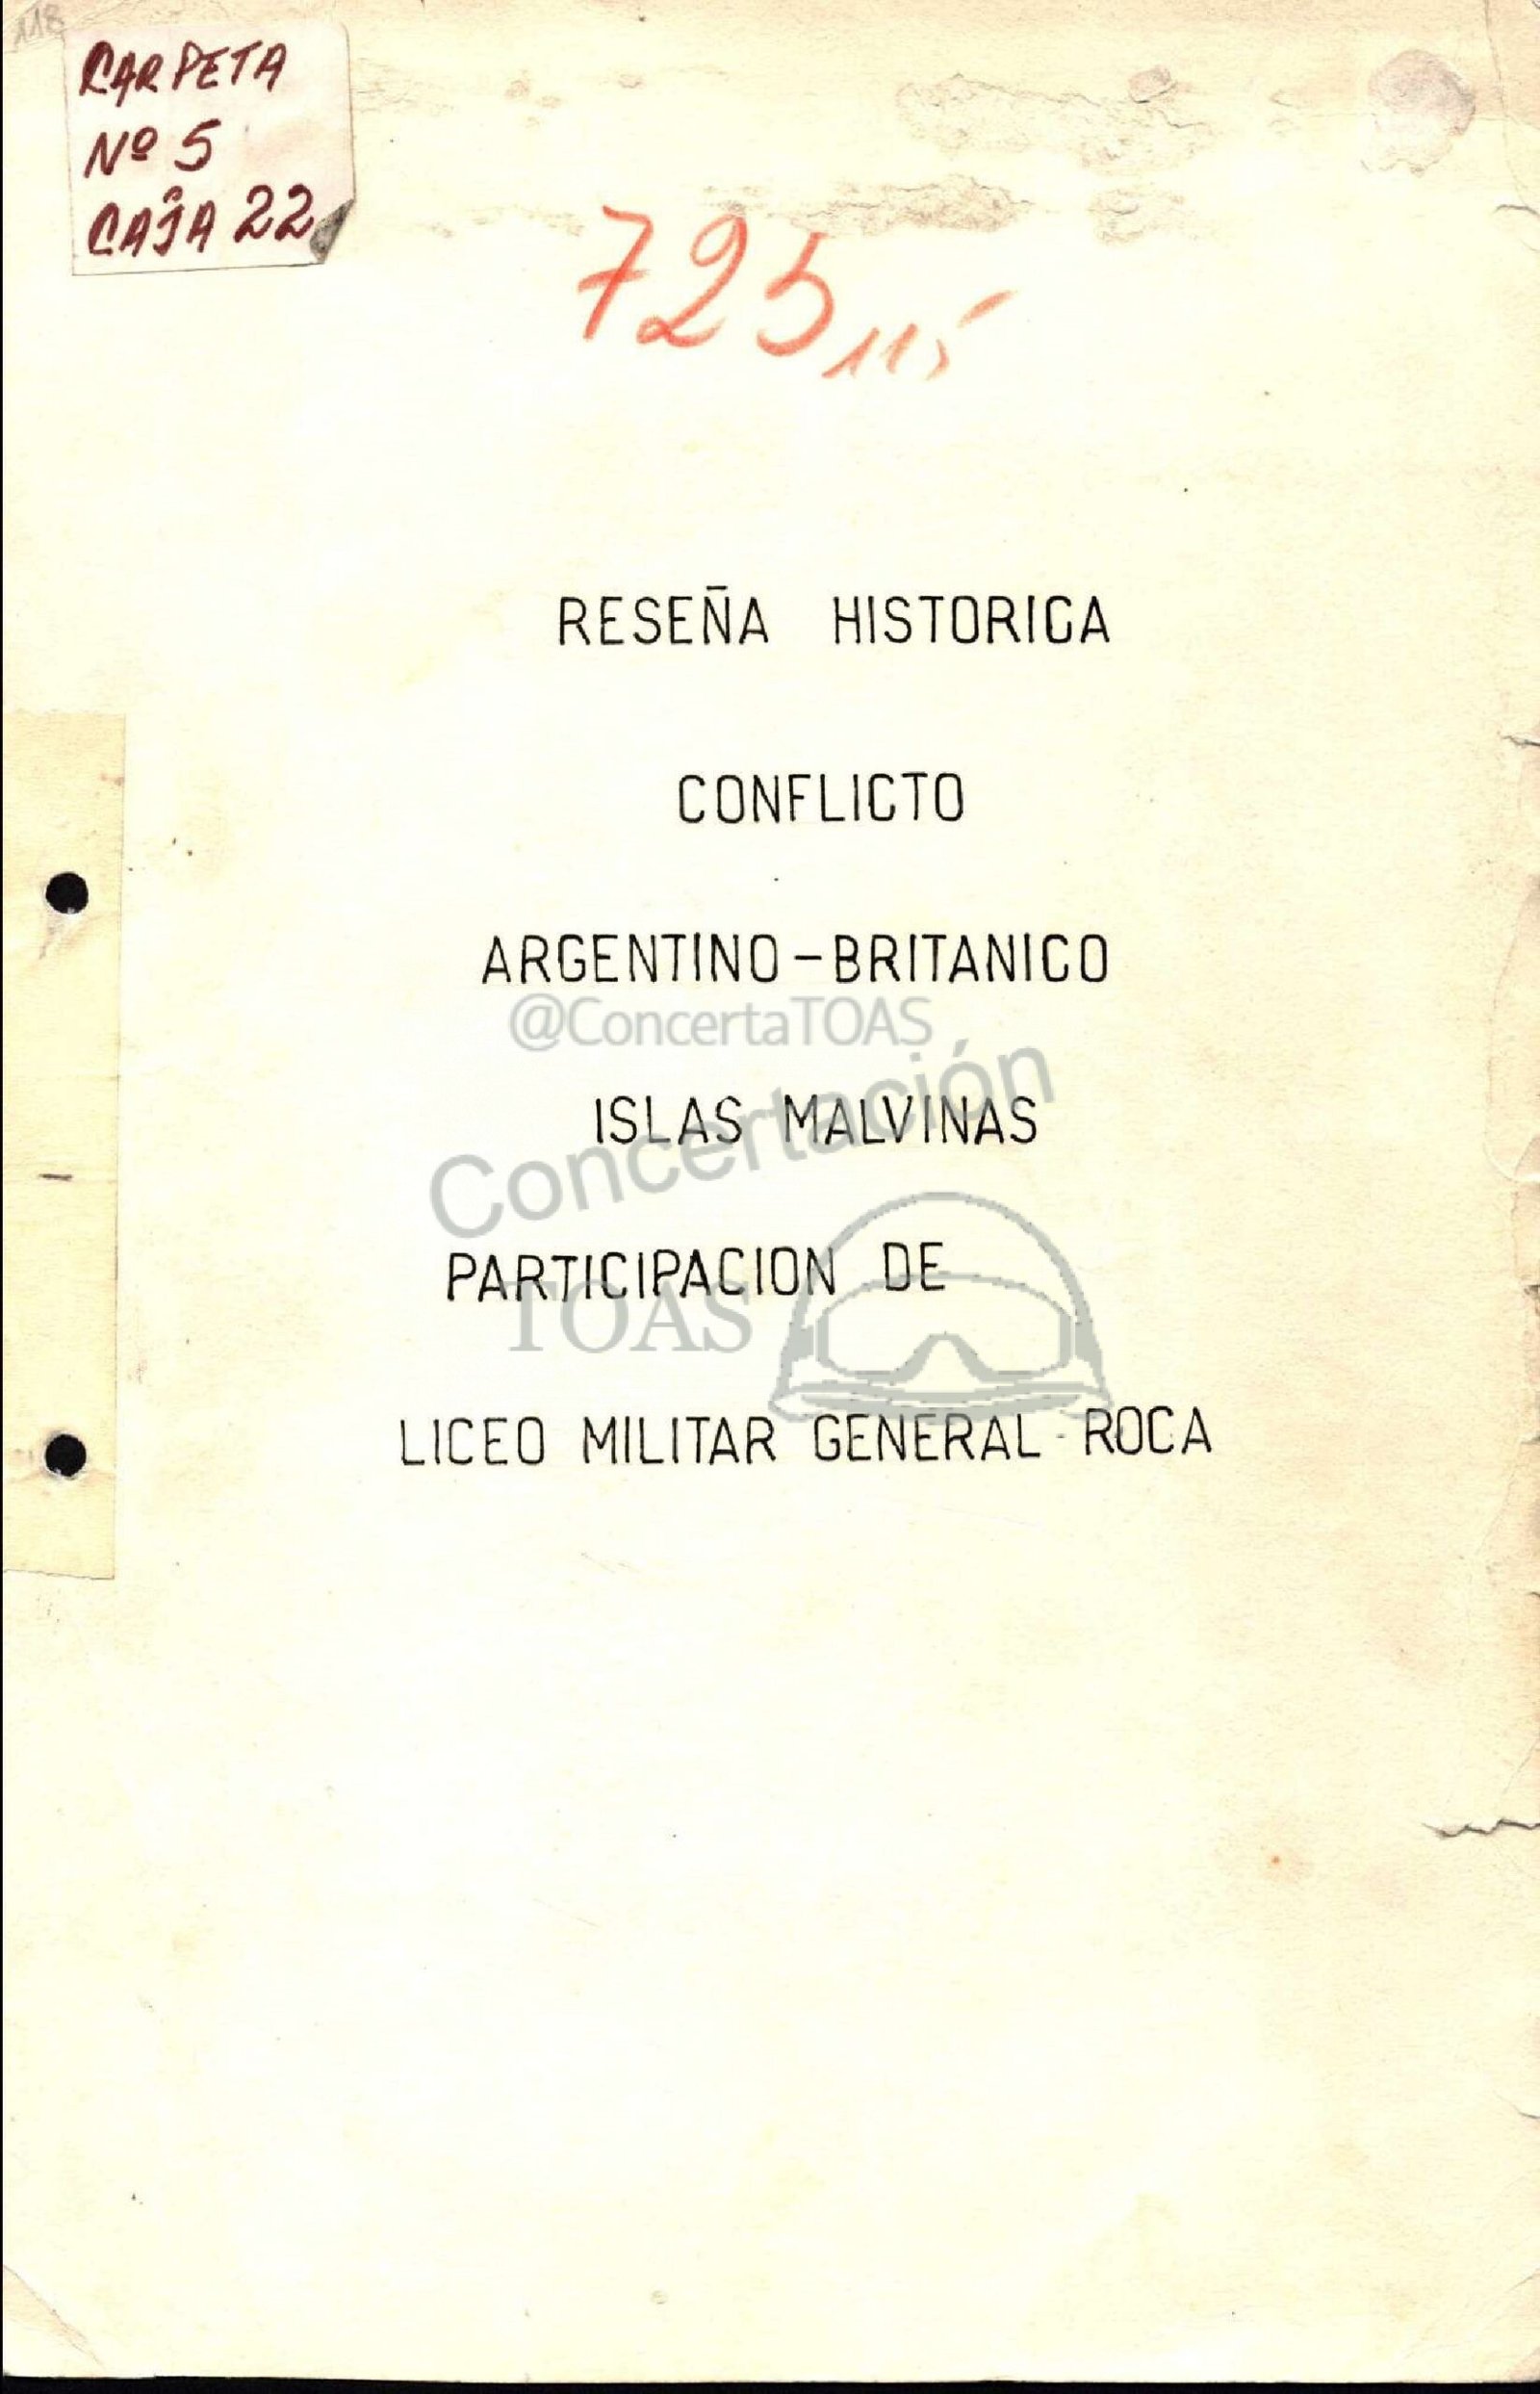 118
CARPETA
Nº 5
CAJA 22
725
RESEÑA HISTORICA
CONFLICTO
ARGENTINO-BRITANICO
@ConcertaTOAS
Concertación
ISLAS MALVINAS
PARTICIPACION DE
TOAS
LICEO MILITAR GENERAL ROCA